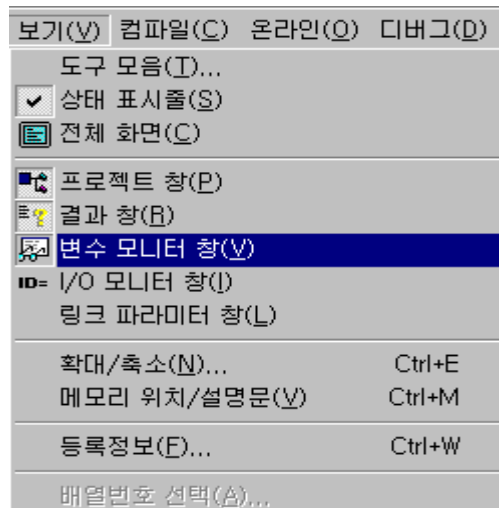 보기(V) 컴파일(C) 온라인(O) 디버그(D)
도구 모음(T)...
상태 표시줄(S)
전체 화면(C)
프로젝트 창(P)
결과 창(R)
변수 모니터 창(V)
ID= I/O 모니터 창(I)
링크 파라미터 창(L)
확대/축소(N)... Ctrl+E
메모리 위치/설명문(V) Ctrl+M
등록정보(F)... Ctrl+W
배열번호 선택(A)...